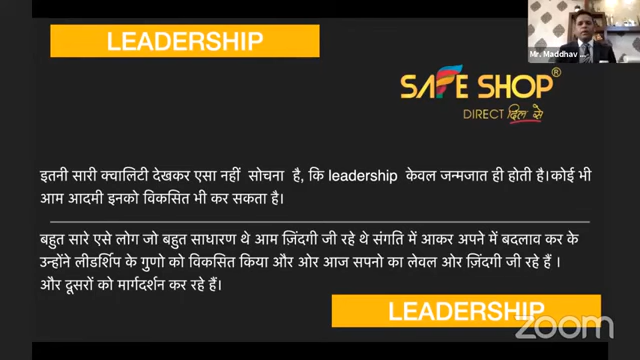 LEADERSHIP
Mr. Maddhav ...
SAFE SHOP®
DIRECT दिल से
इतनी सारी क्वालिटी देखकर एसा नहीं सोचना है, कि leadership केवल जन्मजात ही होती है।कोई भी
आम आदमी इनको विकसित भी कर सकता है।
बहुत सारे एसे लोग जो बहुत साधारण थे आम ज़िंदगी जी रहे थे संगति में आकर अपने में बदलाव कर के
उन्होंने लीडर्शिप के गुणो को विकसित किया और ओर आज सपनो का लेवल ओर ज़िंदगी जी रहे हैं ।
और दूसरों को मार्गदर्शन कर रहे हैं।
LEADERSHIP
zoom